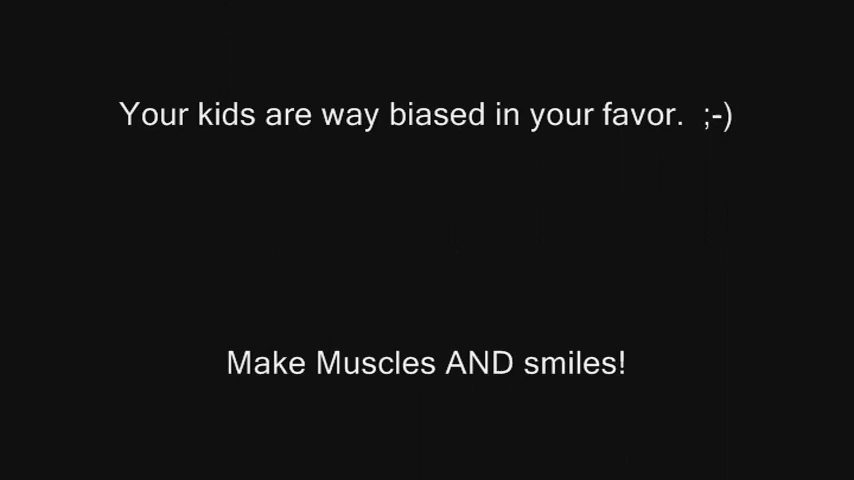 Your kids are way biased in your favor.  ;-)
Make Muscles AND smiles!